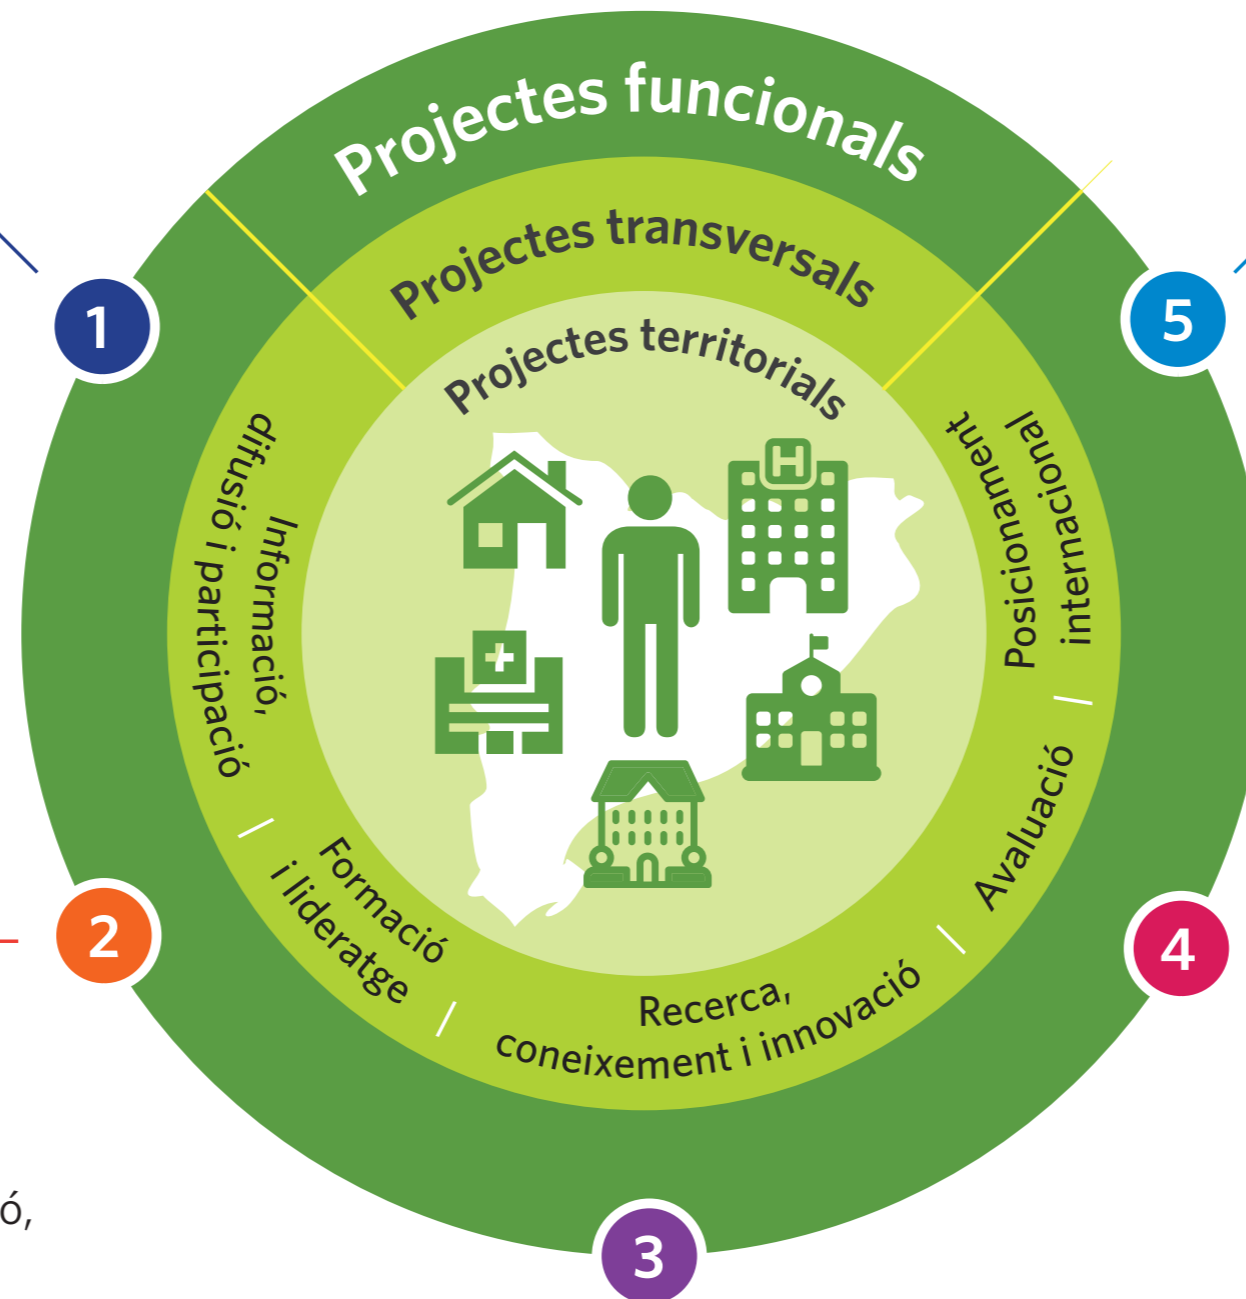 Projectes funcionals
Projectes transversals
Projectes territorials
1
5
Informació,
difusió i participació
Posicionament
internacional
H
Avaluació
Formació
i lideratge
2
4
Recerca,
coneixement i innovació
ó,
3